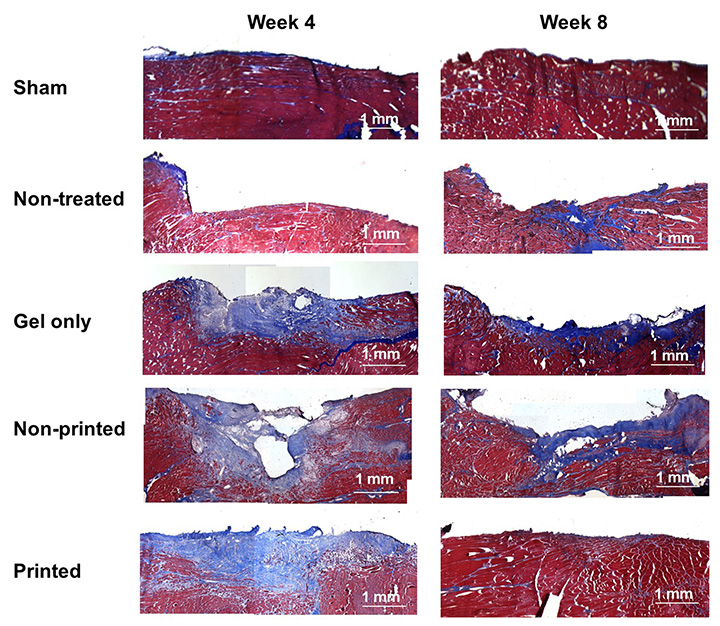 Week 4 Week 8
Sham 1 mm 1 mm
Non-treated 1 mm 1 mm
Gel only 1 mm 1 mm
Non-printed 1 mm 1 mm
Printed 1 mm 1 mm